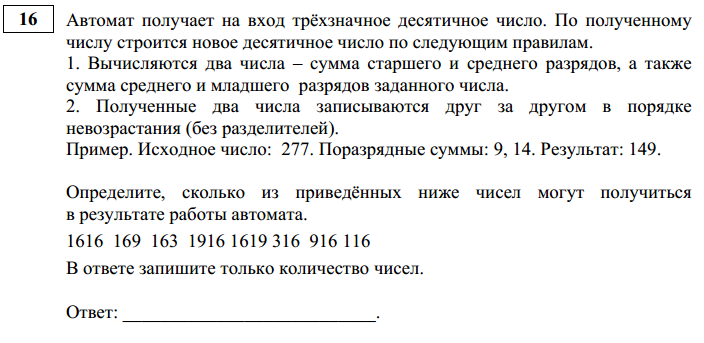 16
Автомат получает на вход трёхзначное десятичное число. По полученному
числу строится новое десятичное число по следующим правилам.
1. Вычисляются два числа – сумма старшего и среднего разрядов, а также
сумма среднего и младшего разрядов заданного числа.
2. Полученные два числа записываются друг за другом в порядке
невозрастания (без разделителей).
Пример. Исходное число: 277. Поразрядные суммы: 9, 14. Результат: 149.
Определите, сколько из приведённых ниже чисел могут получиться
в результате работы автомата.
1616 169 163 1916 1619 316 916 116
В ответе запишите только количество чисел.
Ответ: ___________________________.